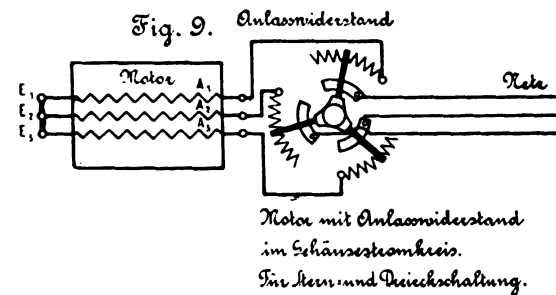 Fig. 9.
Anlasswiderstand
Motor
Netz
E₁
A₁
E₂
A₂
E₃
A₃
Motor mit Anlasswiderstand
im Gehäusestromkreis.
Für Stern- und Dreieckschaltung.